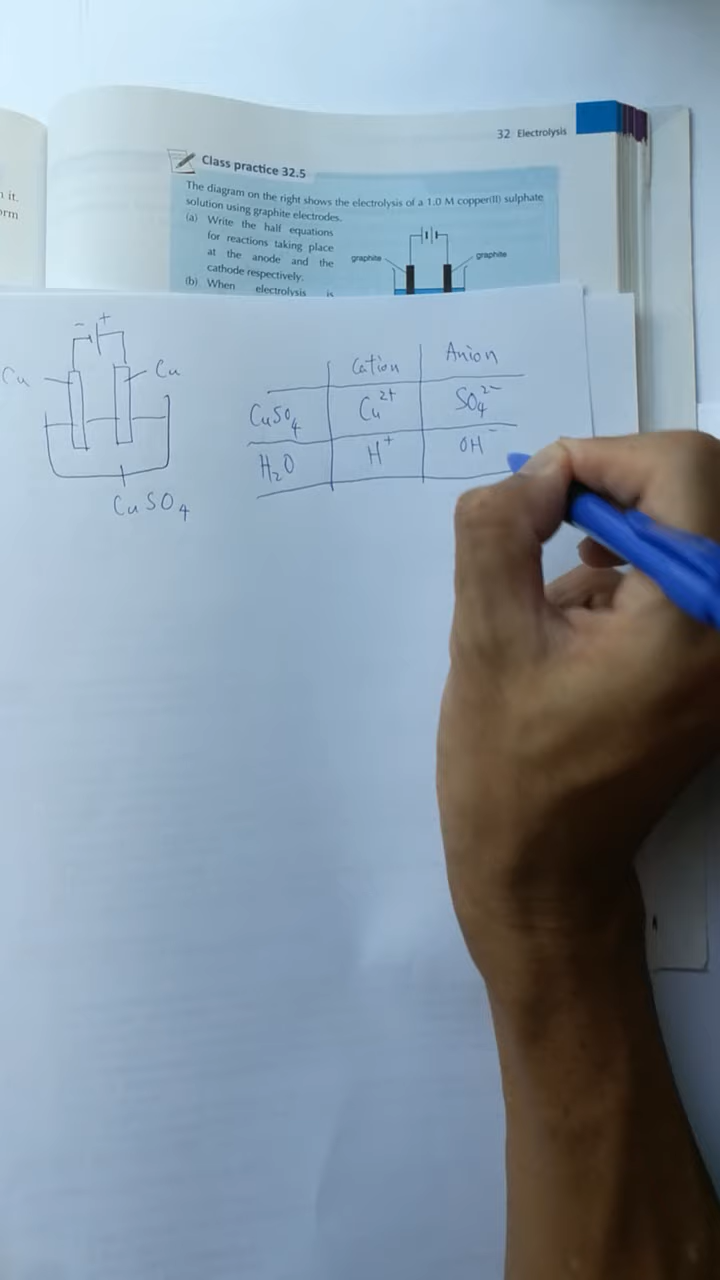 n it.
orm
32 Electrolysis
Class practice 32.5
The diagram on the right shows the electrolysis of a 1.0 M copper(II) sulphate
solution using graphite electrodes.
(a) Write the half equations
for reactions taking place
at the anode and the
cathode respectively.
(b) When electrolysis is
graphite
graphite
- +
Cu
Cu
CuSO₄
Cation Anion
CuSO₄ Cu²⁺ SO₄²⁻
H₂O H⁺ OH⁻